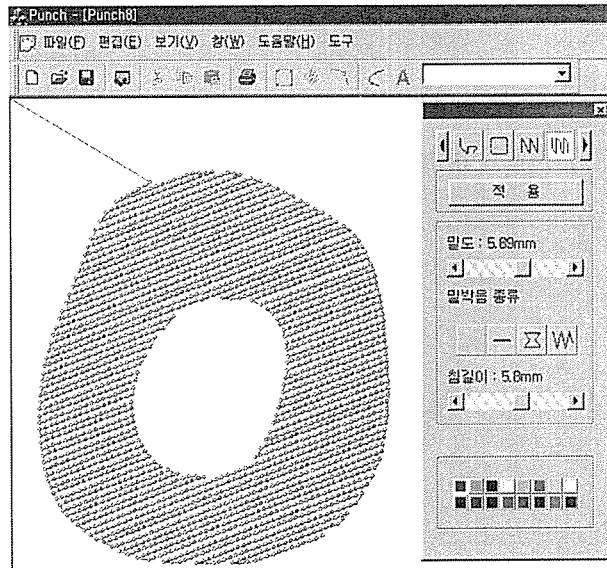 Punch - [Punch8]
파일(F) 편집(E) 보기(V) 창(W) 도움말(H) 도구
A
적 용
밀도 : 5.69mm
밑박음 종류
침길이 : 5.8mm